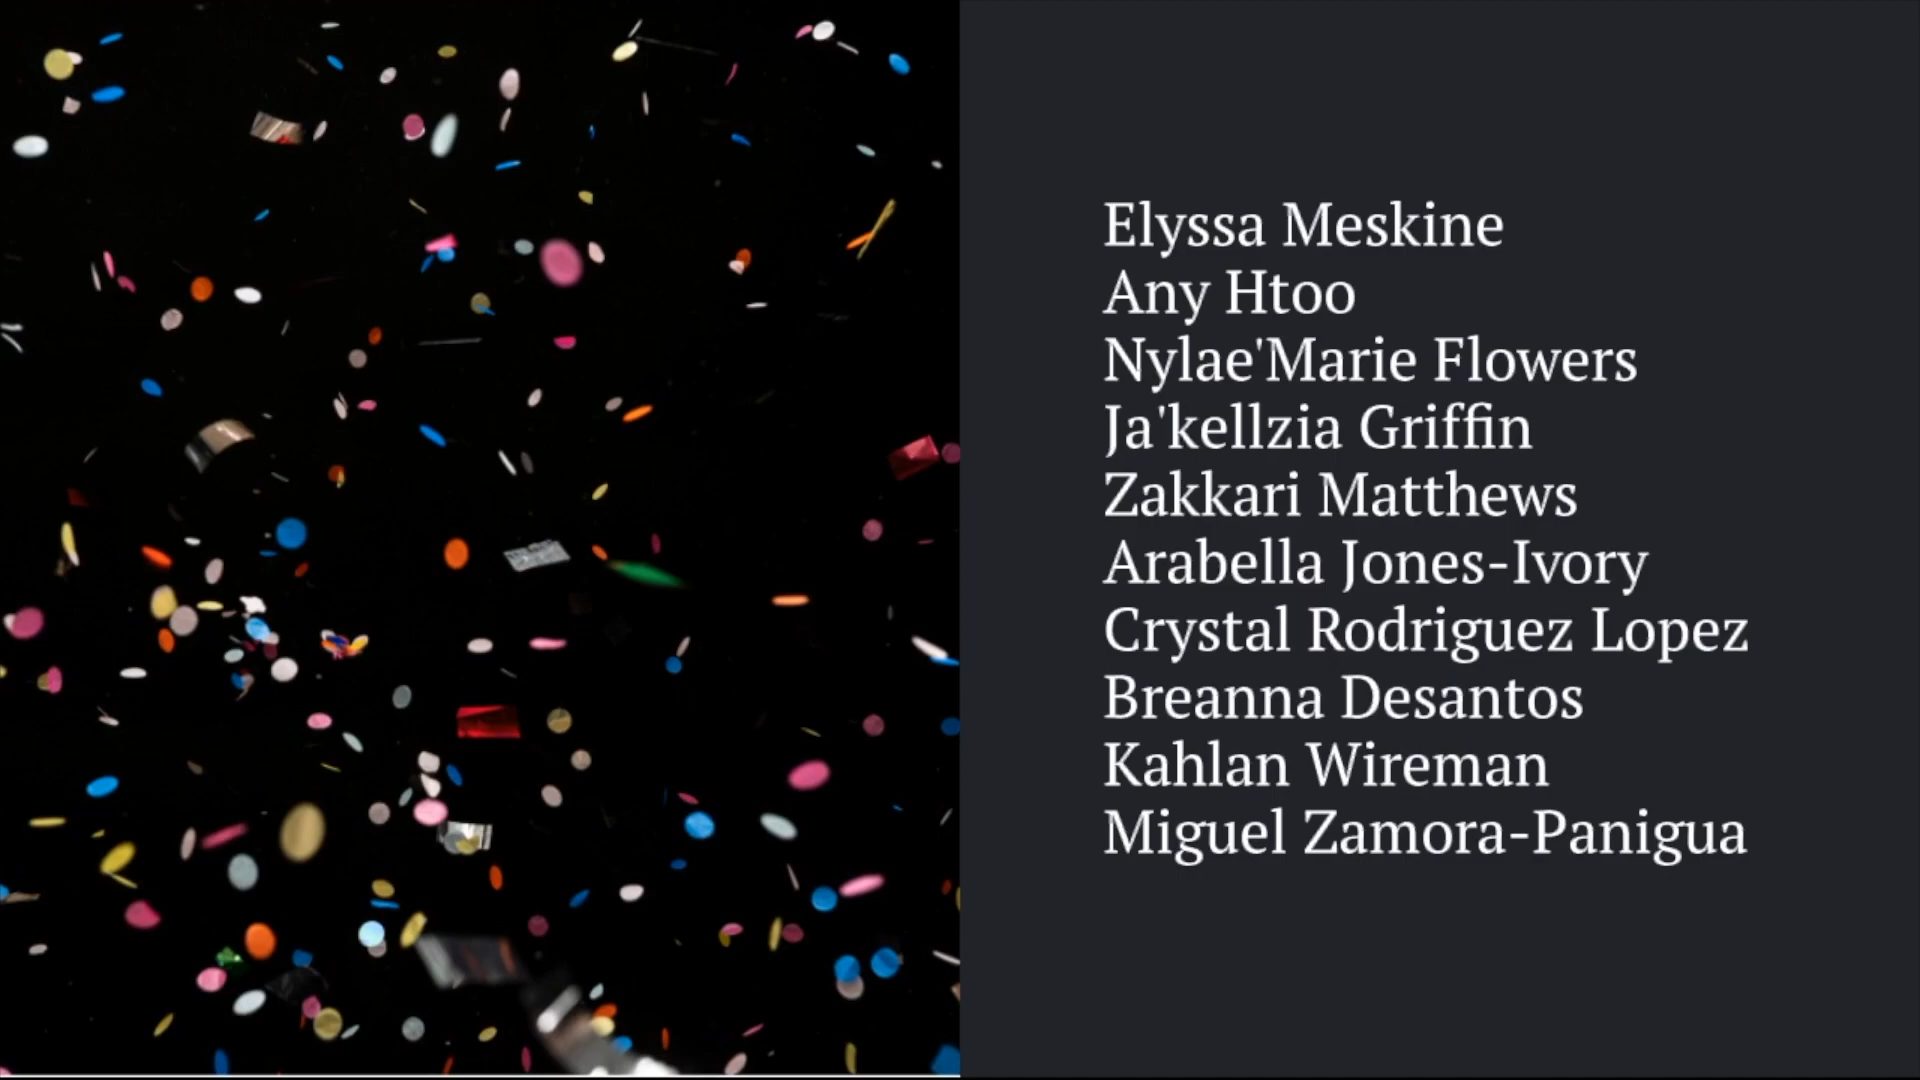 Elyssa Meskine
Any Htoo
Nylae'Marie Flowers
Ja'kellzia Griffin
Zakkari Matthews
Arabella Jones-Ivory
Crystal Rodriguez Lopez
Breanna Desantos
Kahlan Wireman
Miguel Zamora-Panigua